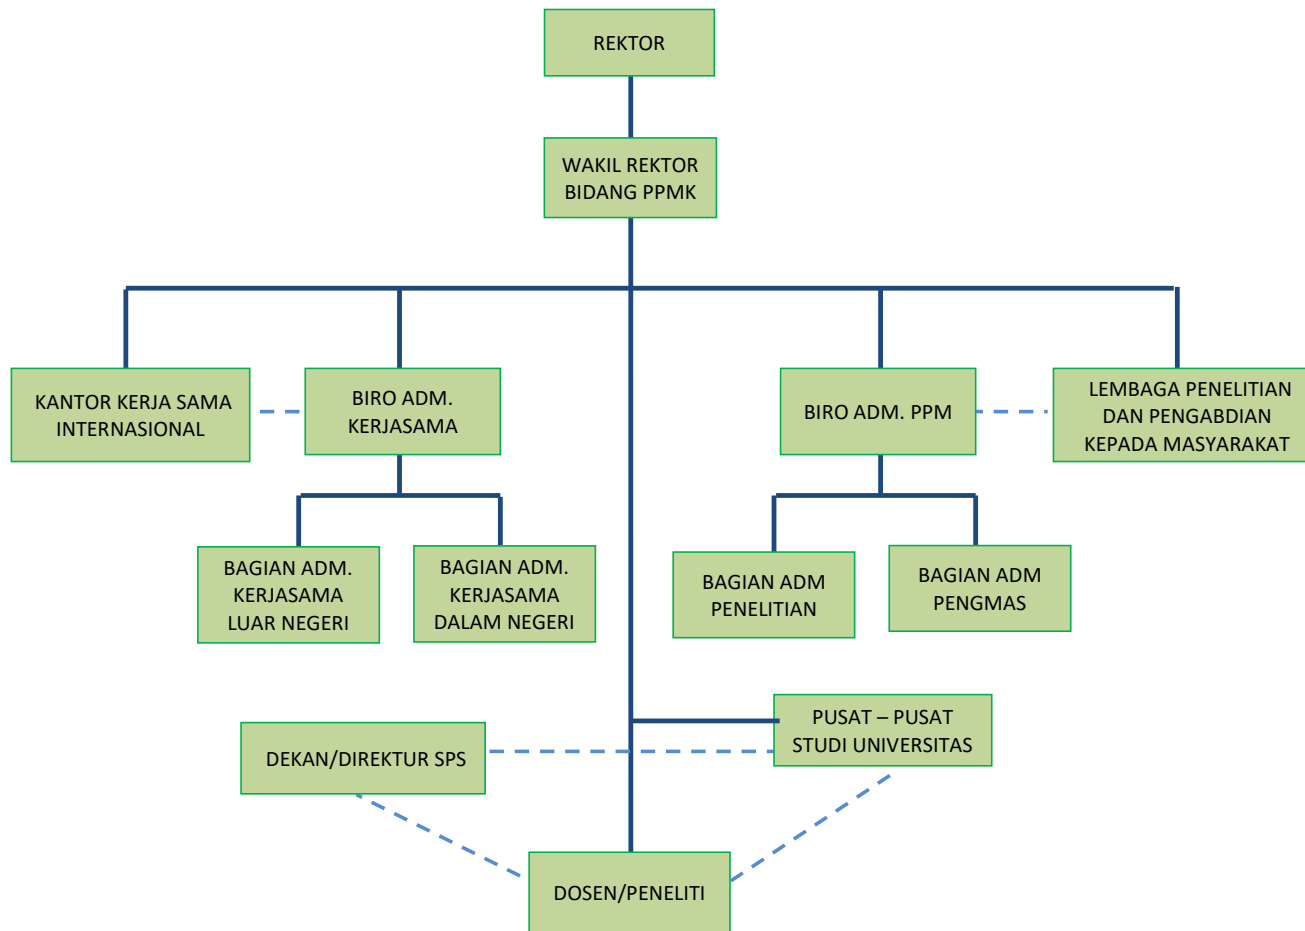 REKTOR
WAKIL REKTOR
BIDANG PPMK
KANTOR KERJA SAMA
INTERNASIONAL
BIRO ADM.
KERJASAMA
BIRO ADM. PPM
LEMBAGA PENELITIAN
DAN PENGABDIAN
KEPADA MASYARAKAT
BAGIAN ADM.
KERJASAMA
LUAR NEGERI
BAGIAN ADM.
KERJASAMA
DALAM NEGERI
BAGIAN ADM
PENELITIAN
BAGIAN ADM
PENGMAS
PUSAT – PUSAT
STUDI UNIVERSITAS
DEKAN/DIREKTUR SPS
DOSEN/PENELITI